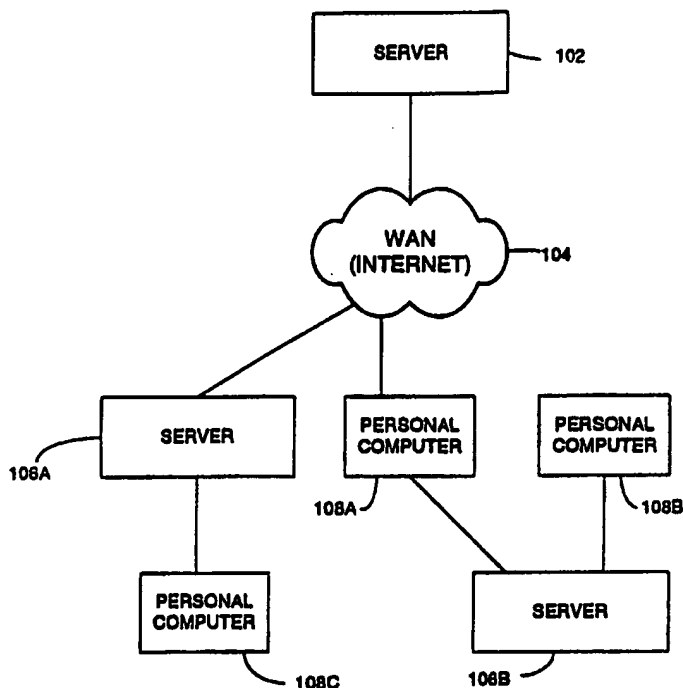 SERVER
102
WAN
(INTERNET)
104
SERVER
106A
PERSONAL
COMPUTER
108A
PERSONAL
COMPUTER
108B
PERSONAL
COMPUTER
108C
SERVER
106B